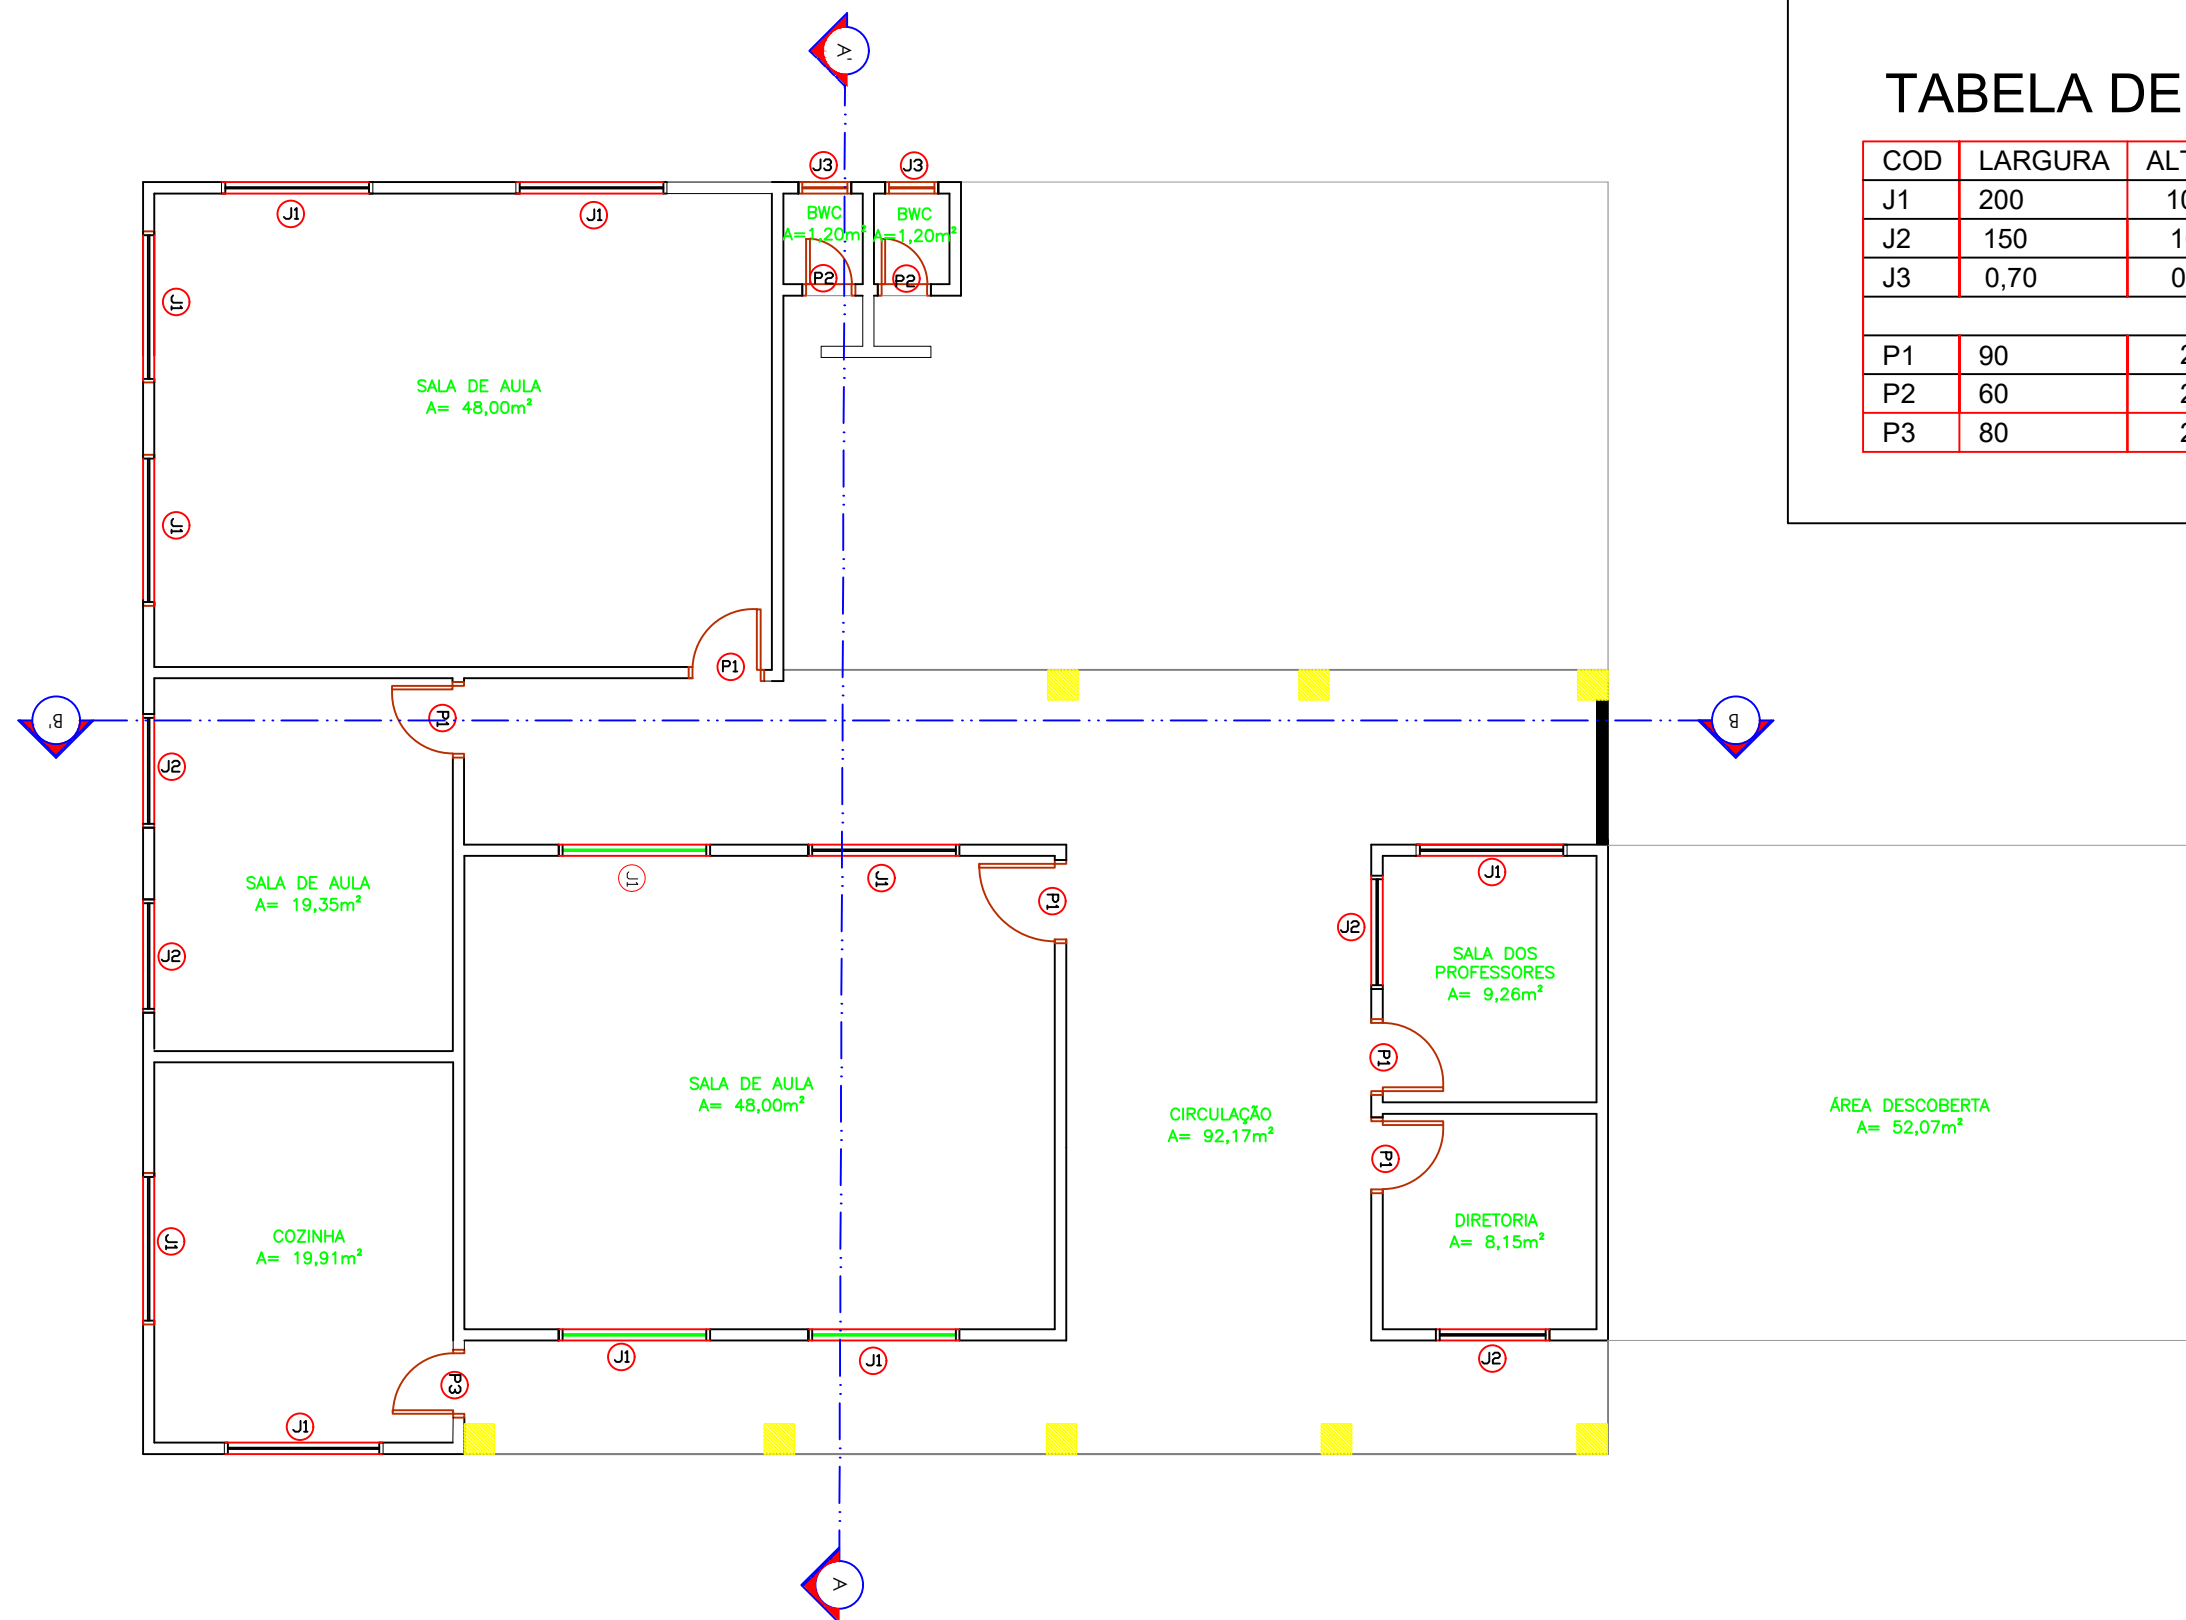 A'
TABELA DE
COD LARGURA
J1 200
J2 150
J3 0,70
P1 90
P2 60
P3 80
J3
J3
J1
J1
BWC
A=1,20m²
BWC
A=1,20m²
P2
P2
J1
SALA DE AULA
A= 48,00m²
J1
P1
P1
B'
B
J2
J1
J1
P1
J1
SALA DE AULA
A= 19,35m²
J2
J2
SALA DOS
PROFESSORES
A= 9,26m²
P1
SALA DE AULA
A= 48,00m²
CIRCULAÇÃO
A= 92,17m²
ÁREA DESCOBERTA
A= 52,07m²
P1
J1
COZINHA
A= 19,91m²
DIRETORIA
A= 8,15m²
J1
J1
J2
P3
J1
A